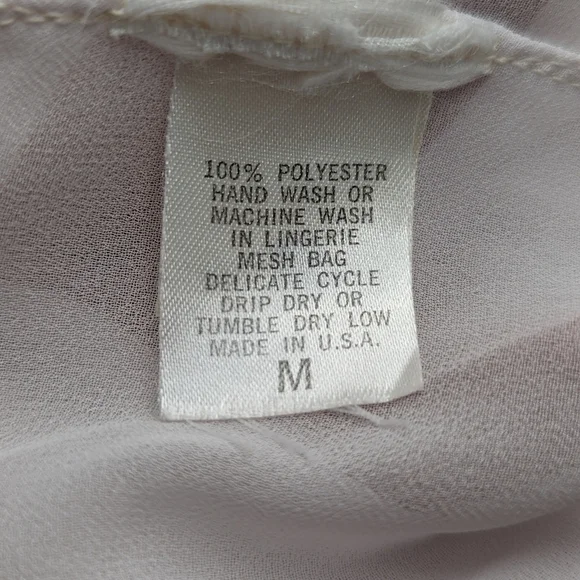 100% POLYESTER
HAND WASH OR
MACHINE WASH
IN LINGERIE
MESH BAG
DELICATE CYCLE
DRIP DRY OR
TUMBLE DRY LOW
MADE IN U.S.A.
M